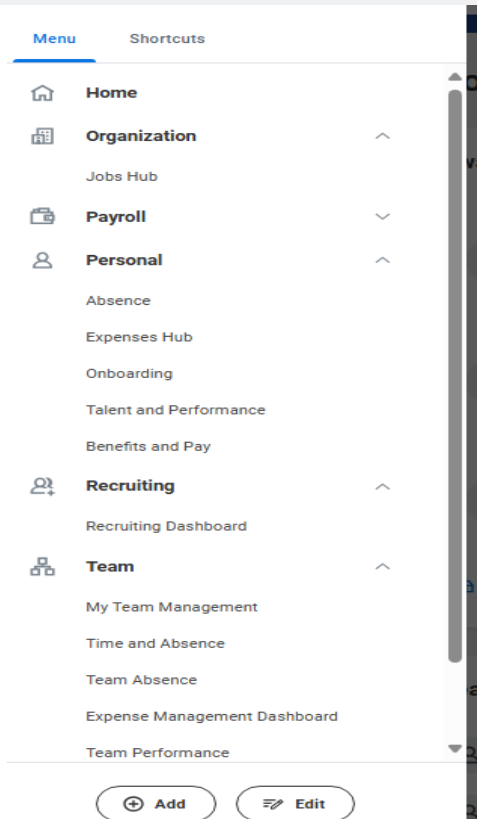 Menu Shortcuts
Home
Organization
Jobs Hub
Payroll
Personal
Absence
Expenses Hub
Onboarding
Talent and Performance
Benefits and Pay
Recruiting
Recruiting Dashboard
Team
My Team Management
Time and Absence
Team Absence
Expense Management Dashboard
Team Performance
Add Edit